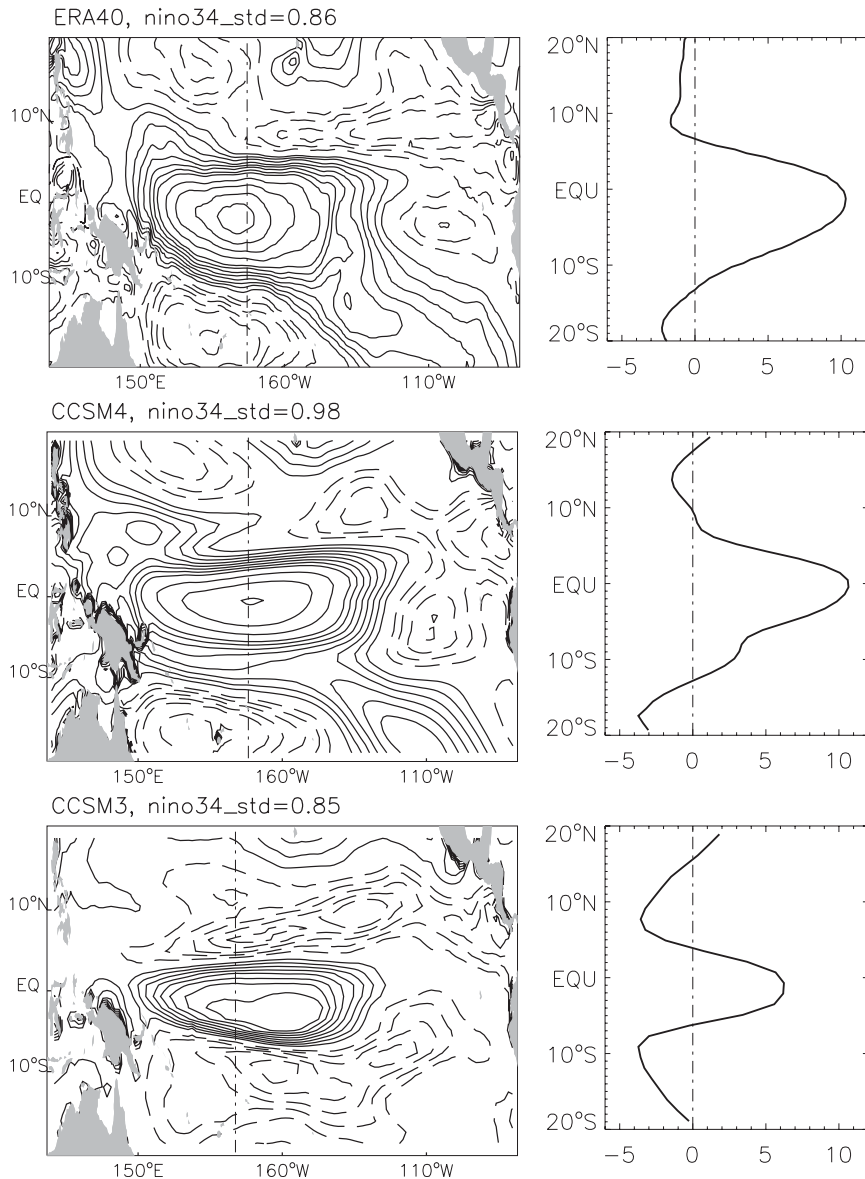 ERA40, nino34_std=0.86
10°N
EQ
10°S
150°E
160°W
110°W
20°N
10°N
EQU
10°S
20°S
-5
0
5
10
CCSM4, nino34_std=0.98
10°N
EQ
10°S
150°E
160°W
110°W
20°N
10°N
EQU
10°S
20°S
-5
0
5
10
CCSM3, nino34_std=0.85
10°N
EQ
10°S
150°E
160°W
110°W
20°N
10°N
EQU
10°S
20°S
-5
0
5
10